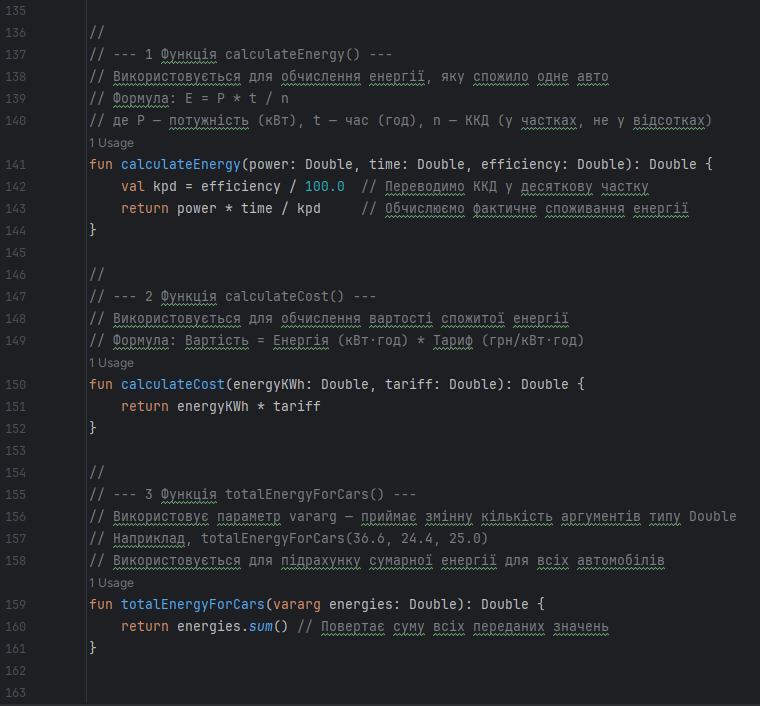 135
136 //
137 // --- 1 Функція calculateEnergy() ---
138 // Використовується для обчислення енергії, яку спожило одне авто
139 // Формула: E = P * t / n
140 // де P — потужність (кВт), t — час (год), n — ККД (у частках, не у відсотках)
1 Usage
141 fun calculateEnergy(power: Double, time: Double, efficiency: Double): Double {
142 val kpd = efficiency / 100.0 // Переводимо ККД у десяткову частку
143 return power * time / kpd // Обчислюємо фактичне споживання енергії
144 }
145
146 //
147 // --- 2 Функція calculateCost() ---
148 // Використовується для обчислення вартості спожитої енергії
149 // Формула: Вартість = Енергія (кВт·год) * Тариф (грн/кВт·год)
1 Usage
150 fun calculateCost(energyKWh: Double, tariff: Double): Double {
151 return energyKWh * tariff
152 }
153
154 //
155 // --- 3 Функція totalEnergyForCars() ---
156 // Використовує параметр vararg — приймає змінну кількість аргументів типу Double
157 // Наприклад, totalEnergyForCars(36.6, 24.4, 25.0)
158 // Використовується для підрахунку сумарної енергії для всіх автомобілів
1 Usage
159 fun totalEnergyForCars(vararg energies: Double): Double {
160 return energies.sum() // Повертає суму всіх переданих значень
161 }
162
163